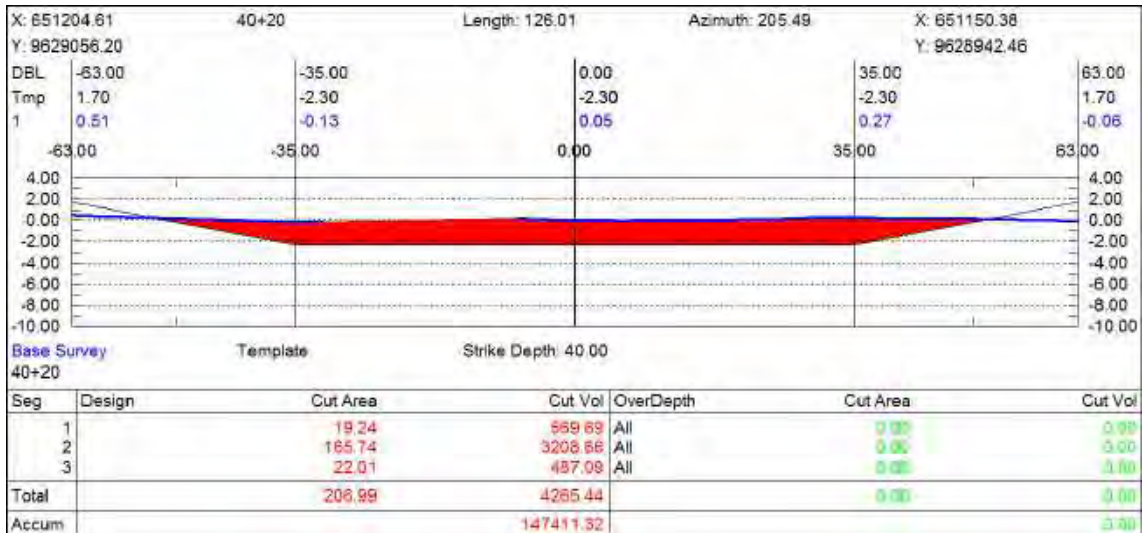 X: 651204.61 40+20 Length: 126.01 Azimuth: 205.49 X: 651150.38
Y: 9629056.20 Y: 9628942.46
DBL -63.00 -35.00 0.00 35.00 63.00
Tmp 1.70 -2.30 -2.30 -2.30 1.70
1 0.51 -0.13 0.05 0.27 -0.06
-63.00 -35.00 0.00 35.00 63.00
4.00 4.00
2.00 2.00
0.00 0.00
-2.00 -2.00
-4.00 -4.00
-6.00 -6.00
-8.00 -8.00
-10.00 -10.00
Base Survey Template Strike Depth: 40.00
40+20
Seg Design Cut Area Cut Vol OverDepth Cut Area Cut Vol
1 19.24 569.69 All 0.00 0.00
2 165.74 3208.66 All 0.00 0.00
3 22.01 487.09 All 0.00 0.00
Total 206.99 4265.44 0.00 0.00
Accum 147411.32 0.00